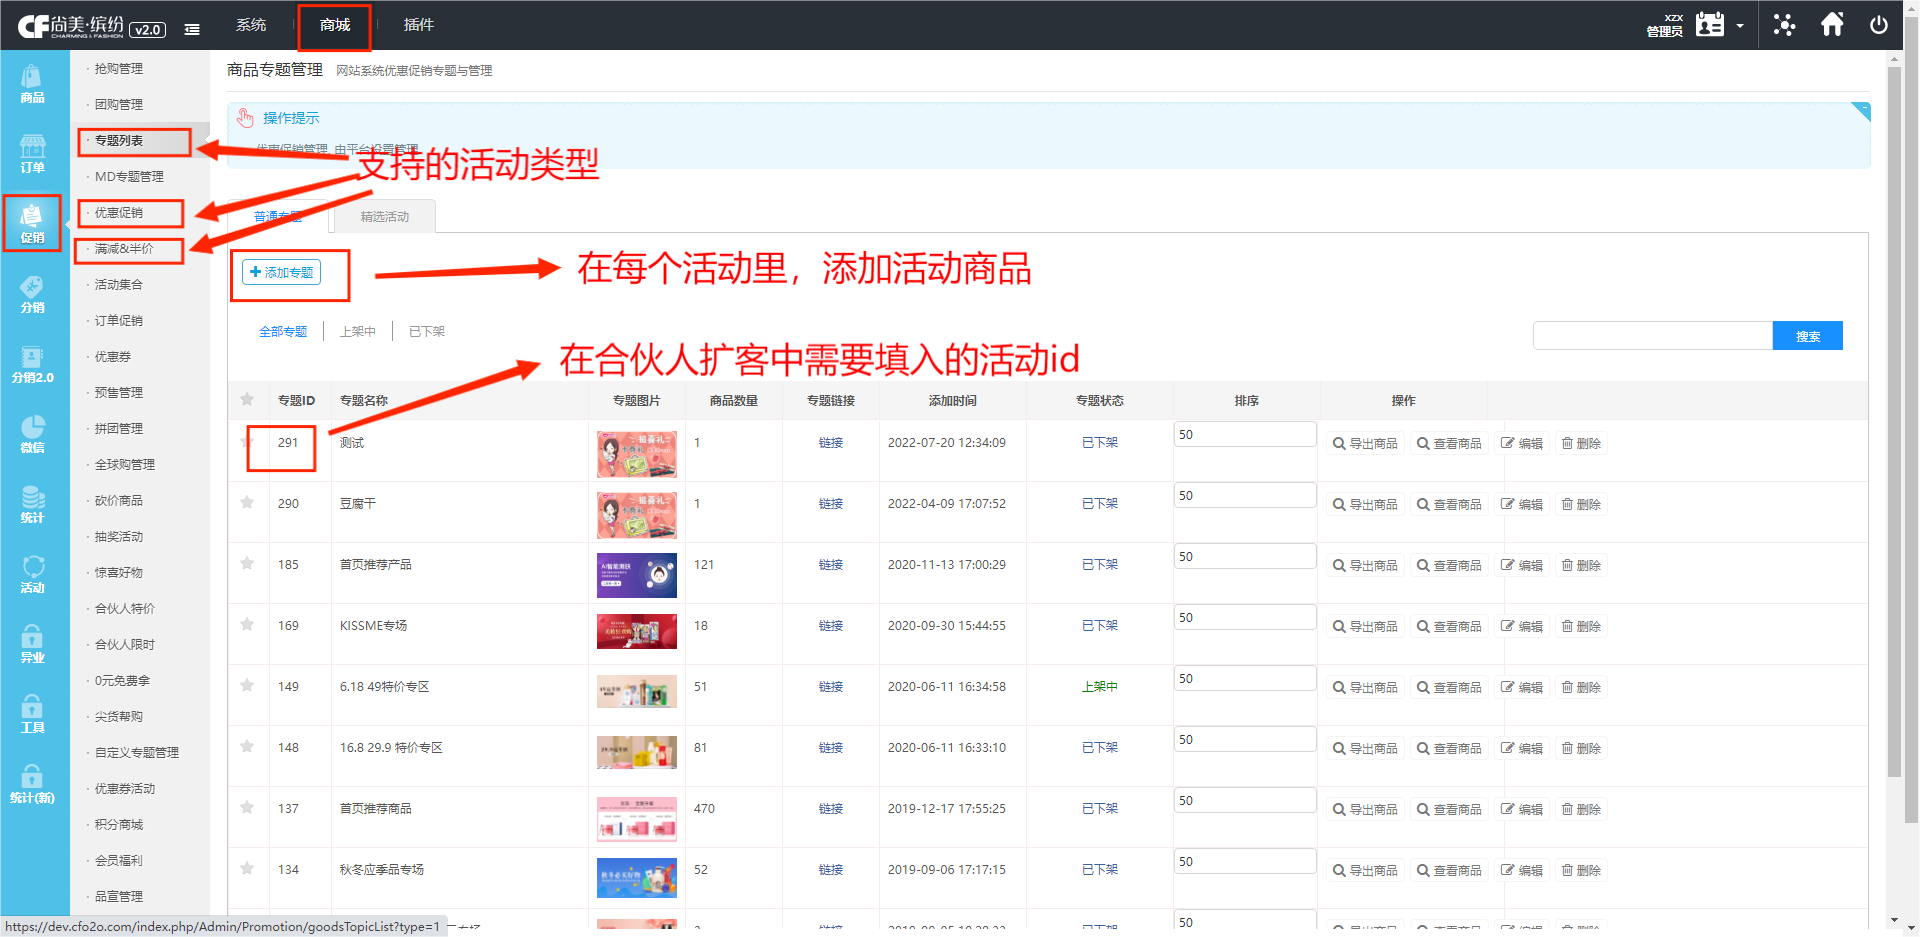 CF 尚美·缤纷 v2.0
CHARMING & FASHION
系统 商城 插件
xzx
管理员
商品
订单
促销
分销
分销2.0
微信
统计
活动
异业
工具
统计(新)
· 抢购管理
· 团购管理
· 专题列表
· MD专题管理
· 优惠促销
· 满减&半价
· 活动集合
· 订单促销
· 优惠券
· 预售管理
· 拼团管理
· 全球购管理
· 砍价商品
· 抽奖活动
· 惊喜好物
· 合伙人特价
· 合伙人限时
· 0元免费拿
· 尖货帮购
· 自定义专题管理
· 优惠券活动
· 积分商城
· 会员福利
· 品宣管理
商品专题管理 网站系统优惠促销专题与管理
操作提示
优惠促销管理, 由平台设置管理
支持的活动类型
普通专题 精选活动
添加专题
在每个活动里，添加活动商品
全部专题 上架中 已下架
搜索
在合伙人扩客中需要填入的活动id
专题ID 专题名称 专题图片 商品数量 专题链接 添加时间 专题状态 排序 操作
291 测试 1 链接 2022-07-20 12:34:09 已下架 50 导出商品 查看商品 编辑 删除
290 豆腐干 1 链接 2022-04-09 17:07:52 已下架 50 导出商品 查看商品 编辑 删除
185 首页推荐产品 121 链接 2020-11-13 17:00:29 已下架 50 导出商品 查看商品 编辑 删除
169 KISSME专场 18 链接 2020-09-30 15:44:55 已下架 50 导出商品 查看商品 编辑 删除
149 6.18 49特价专区 51 链接 2020-06-11 16:34:58 上架中 50 导出商品 查看商品 编辑 删除
148 16.8 29.9 特价专区 81 链接 2020-06-11 16:33:10 已下架 50 导出商品 查看商品 编辑 删除
137 首页推荐商品 470 链接 2019-12-17 17:55:25 已下架 50 导出商品 查看商品 编辑 删除
134 秋冬应季品专场 52 链接 2019-09-06 17:17:15 已下架 50 导出商品 查看商品 编辑 删除
50
https://dev.cfo2o.com/index.php/Admin/Promotion/goodsTopicList?type=1